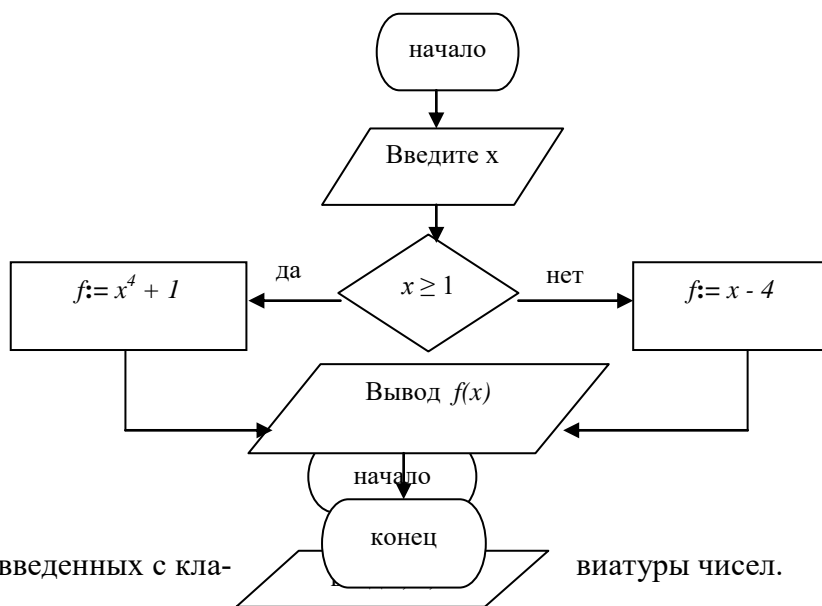 начало
Введите x
да
x ≥ 1
нет
f:= x⁴ + 1
f:= x - 4
Вывод f(x)
начало
конец
введенных с кла- виатуры чисел.